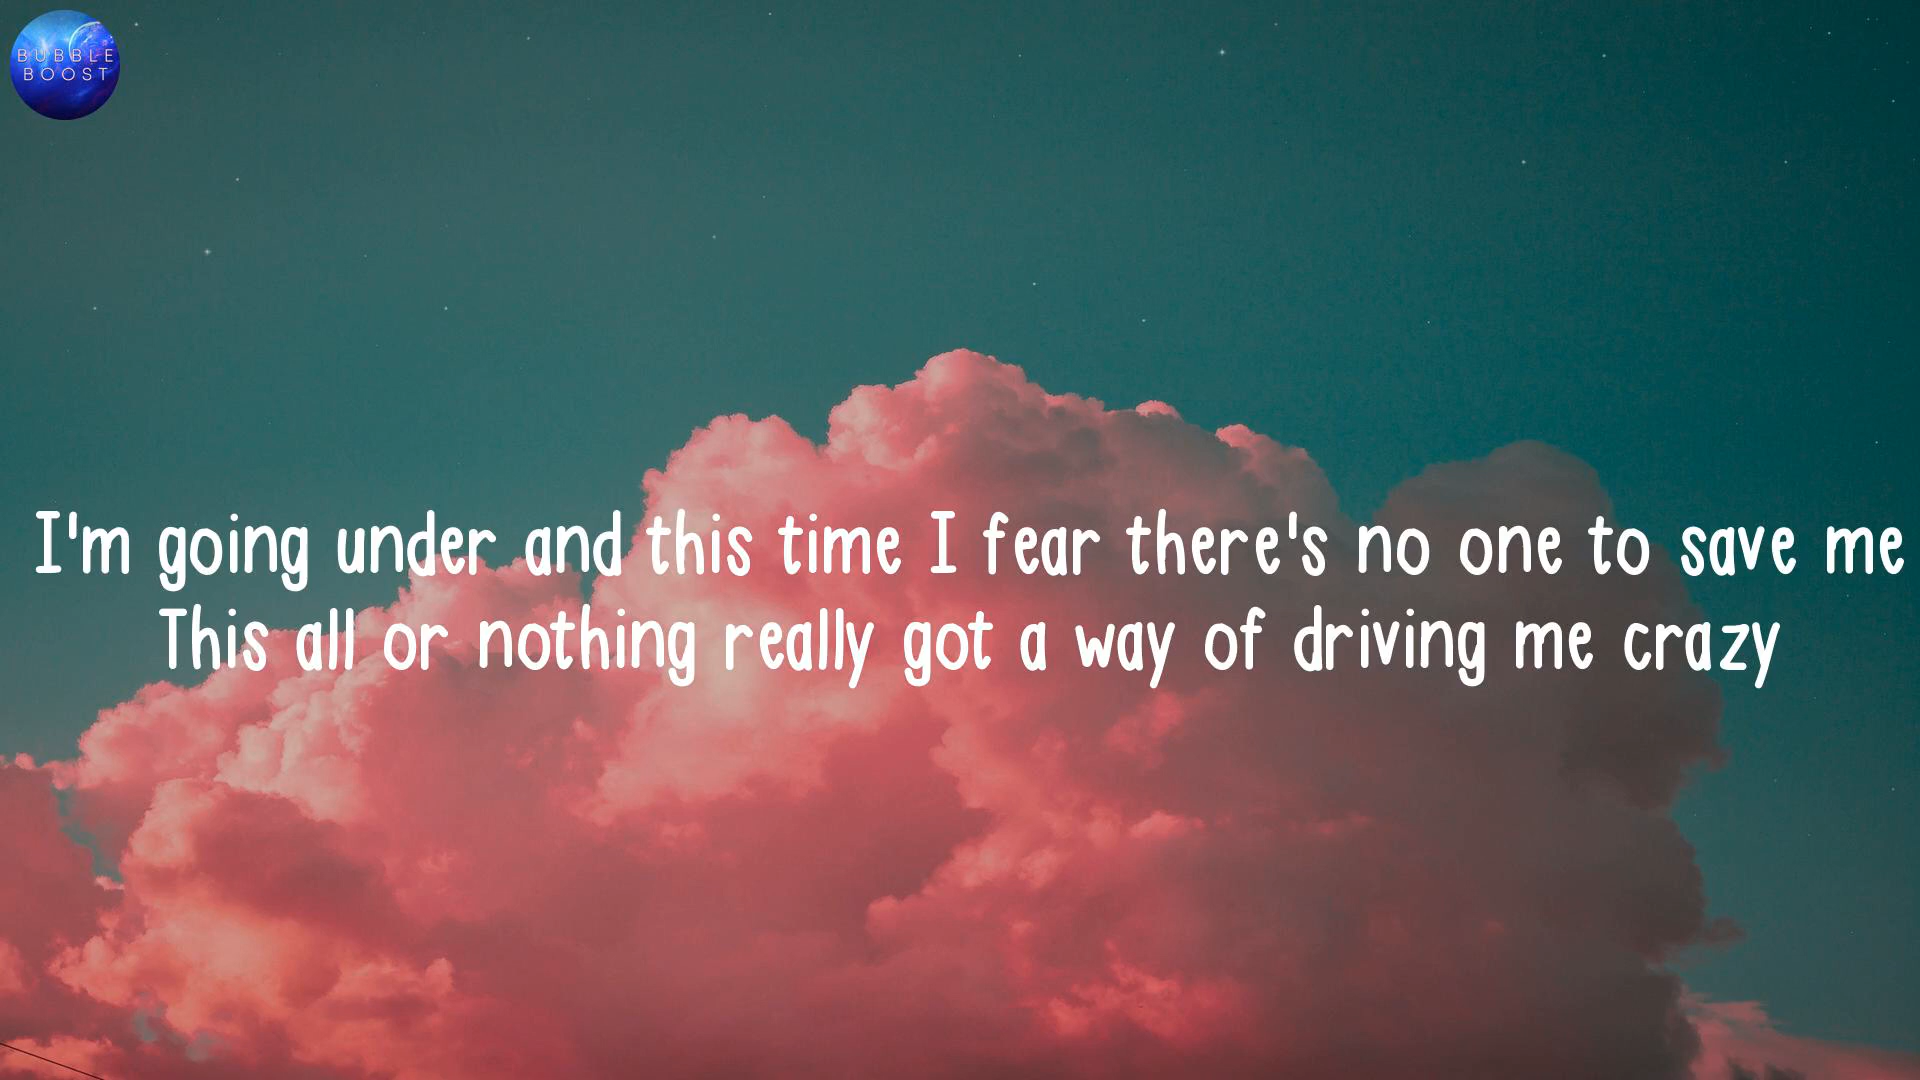 BUBBLE
BOOST
I'm going under and this time I fear there's no one to save me
This all or nothing really got a way of driving me crazy